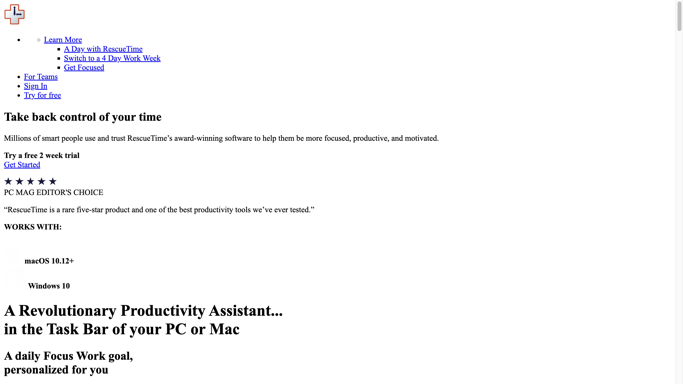 Learn More
A Day with RescueTime
Switch to a 4 Day Work Week
Get Focused
For Teams
Sign In
Try for free
Take back control of your time
Millions of smart people use and trust RescueTime’s award-winning software to help them be more focused, productive, and motivated.
Try a free 2 week trial
Get Started
PC MAG EDITOR'S CHOICE
“RescueTime is a rare five-star product and one of the best productivity tools we’ve ever tested.”
WORKS WITH:
macOS 10.12+
Windows 10
A Revolutionary Productivity Assistant...
in the Task Bar of your PC or Mac
A daily Focus Work goal,
personalized for you